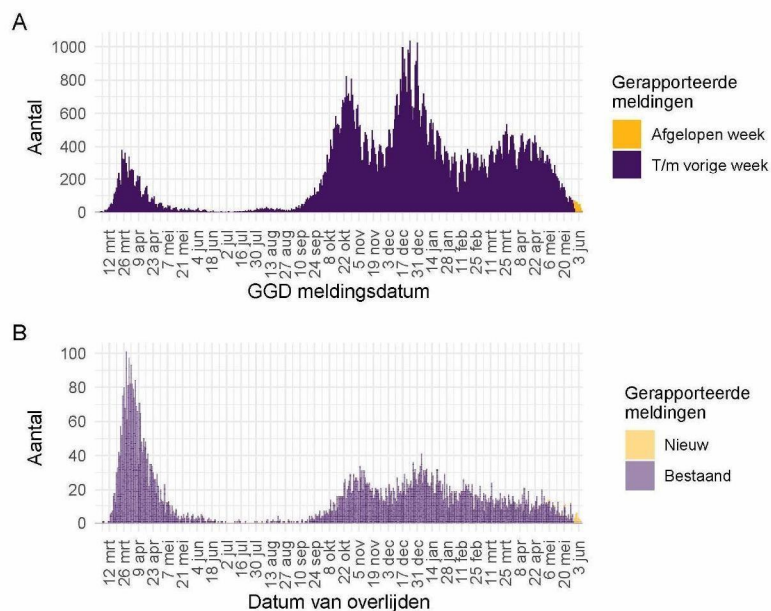 A
Aantal
1000
800
600
400
200
0
12 mrt
26 mrt
9 apr
23 apr
7 mei
21 mei
4 jun
18 jun
2 jul
16 jul
30 jul
13 aug
27 aug
10 sep
24 sep
8 okt
22 okt
5 nov
19 nov
3 dec
17 dec
31 dec
14 jan
28 jan
11 feb
25 feb
11 mrt
25 mrt
8 apr
22 apr
6 mei
20 mei
3 jun
GGD meldingsdatum
Gerapporteerde
meldingen
Afgelopen week
T/m vorige week
B
Aantal
100
80
60
40
20
0
12 mrt
26 mrt
9 apr
23 apr
7 mei
21 mei
4 jun
18 jun
2 jul
16 jul
30 jul
13 aug
27 aug
10 sep
24 sep
8 okt
22 okt
5 nov
19 nov
3 dec
17 dec
31 dec
14 jan
28 jan
11 feb
25 feb
11 mrt
25 mrt
8 apr
22 apr
6 mei
20 mei
3 jun
Datum van overlijden
Gerapporteerde
meldingen
Nieuw
Bestaand